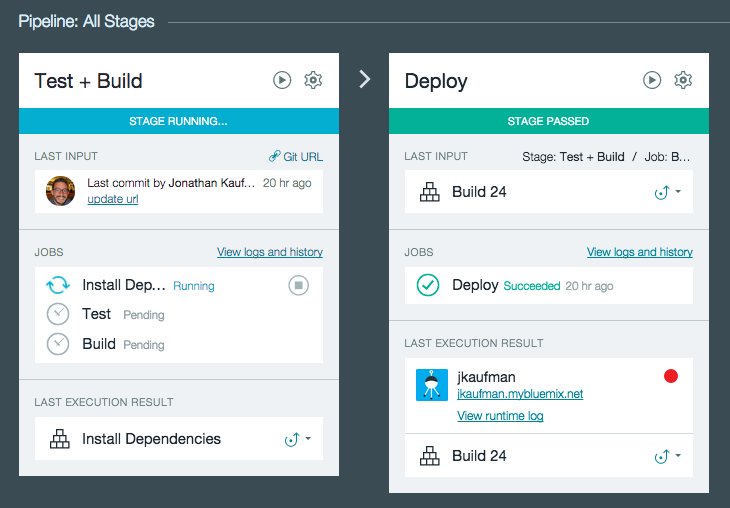 Pipeline: All Stages
Test + Build
STAGE RUNNING...
LAST INPUT
Git URL
Last commit by Jonathan Kauf... 20 hr ago
update url
JOBS
View logs and history
Install Dep... Running
Test Pending
Build Pending
LAST EXECUTION RESULT
Install Dependencies
Deploy
STAGE PASSED
LAST INPUT
Stage: Test + Build / Job: B...
Build 24
JOBS
View logs and history
Deploy Succeeded 20 hr ago
LAST EXECUTION RESULT
jkaufman
jkaufman.mybluemix.net
View runtime log
Build 24